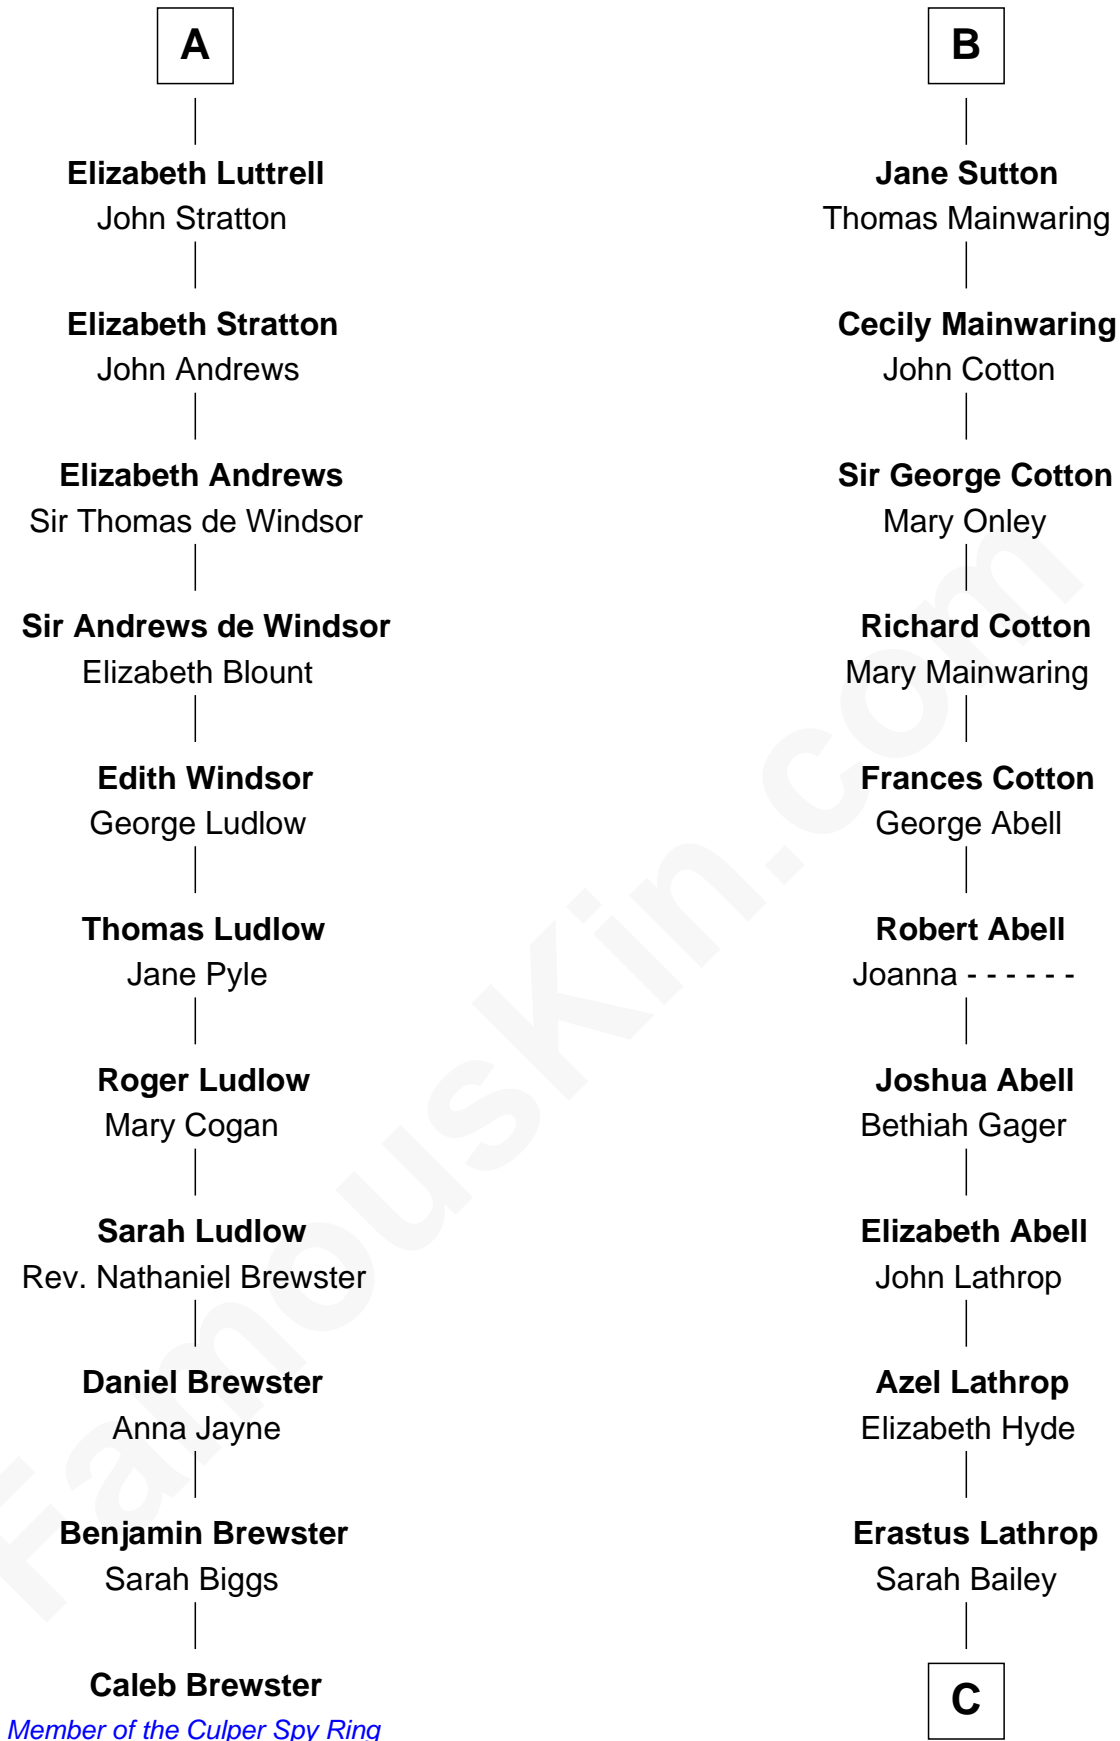 A
Elizabeth Luttrell
John Stratton
Elizabeth Stratton
John Andrews
Elizabeth Andrews
Sir Thomas de Windsor
Sir Andrews de Windsor
Elizabeth Blount
Edith Windsor
George Ludlow
Thomas Ludlow
Jane Pyle
Roger Ludlow
Mary Cogan
Sarah Ludlow
Rev. Nathaniel Brewster
Daniel Brewster
Anna Jayne
Benjamin Brewster
Sarah Biggs
Caleb Brewster
Member of the Culper Spy Ring
B
Jane Sutton
Thomas Mainwaring
Cecily Mainwaring
John Cotton
Sir George Cotton
Mary Onley
Richard Cotton
Mary Mainwaring
Frances Cotton
George Abell
Robert Abell
Joanna - - - - - -
Joshua Abell
Bethiah Gager
Elizabeth Abell
John Lathrop
Azel Lathrop
Elizabeth Hyde
Erastus Lathrop
Sarah Bailey
C
FamousKin.com